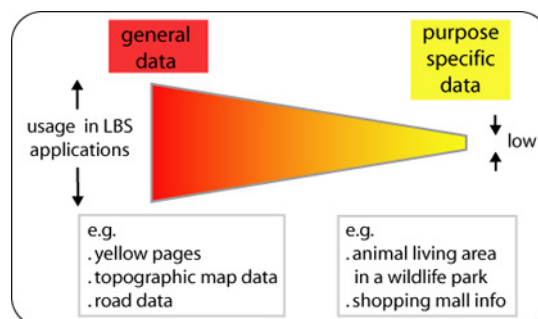 general
data
purpose
specific
data
usage in LBS
applications
low
e.g.
. yellow pages
. topographic map data
. road data
e.g.
. animal living area
in a wildlife park
. shopping mall info